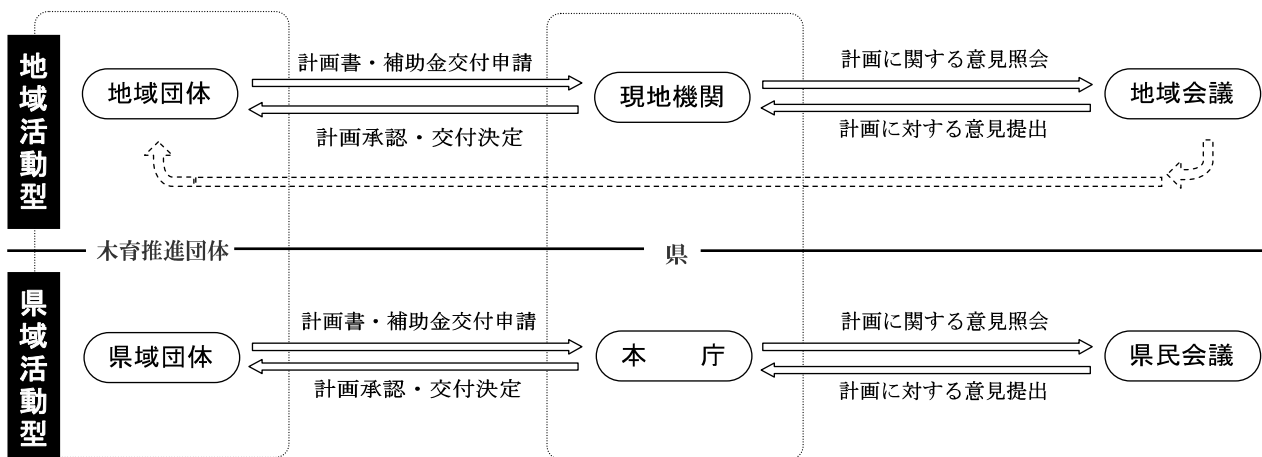 地域活動型
計画書・補助金交付申請
計画に関する意見照会
地域団体
現地機関
地域会議
計画承認・交付決定
計画に対する意見提出
木育推進団体
県
県域活動型
計画書・補助金交付申請
計画に関する意見照会
県域団体
本　　庁
県民会議
計画承認・交付決定
計画に対する意見提出